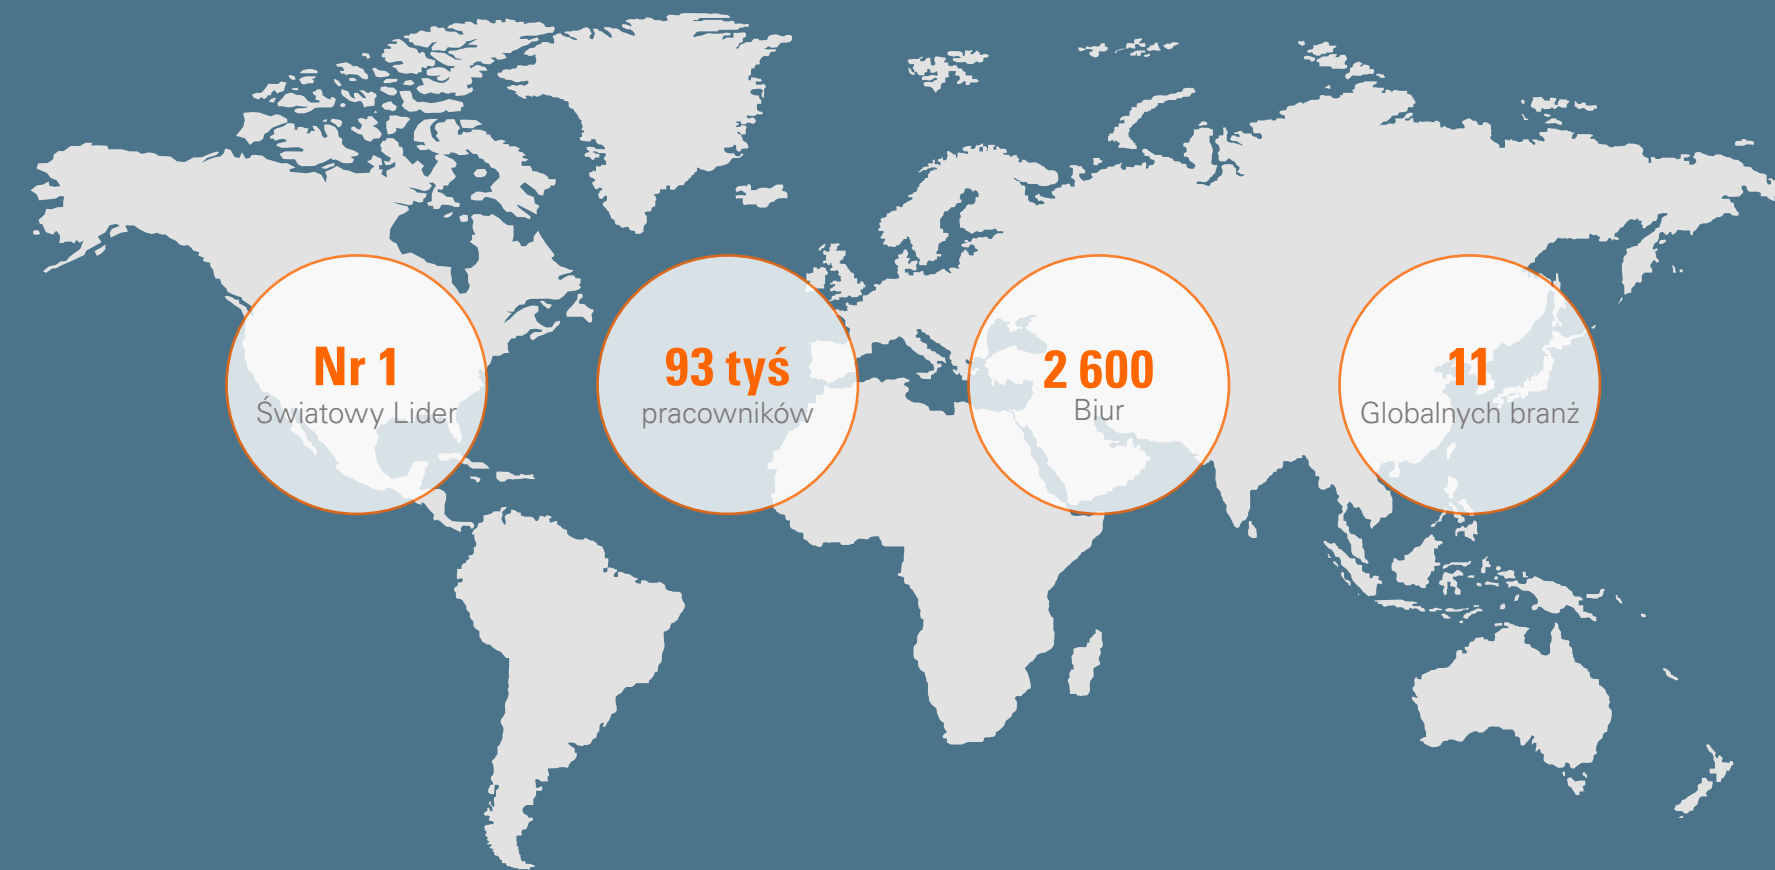 Nr 1
Światowy Lider
93 tyś
pracowników
2 600
Biur
11
Globalnych branż